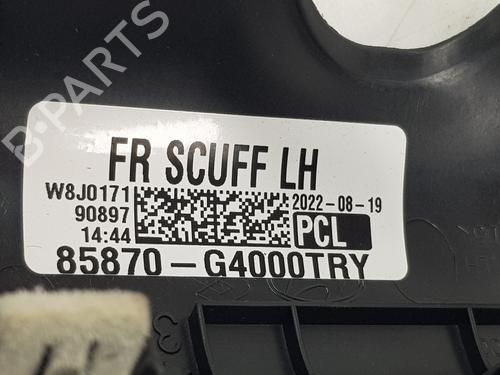 FR SCUFF LH
W8J0171
90897
14:44
2022-08-19
PCL
85870-G4000TRY
B-PARTS